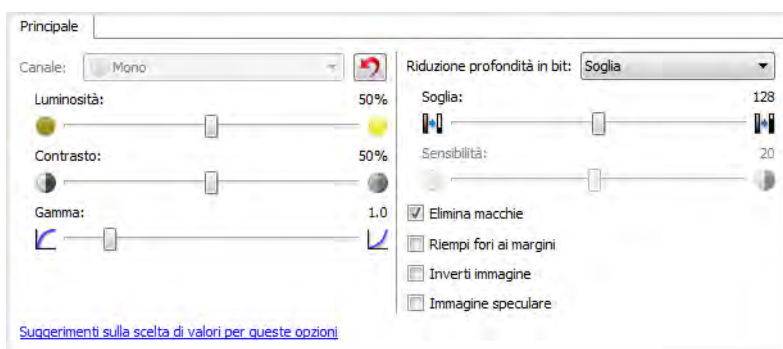 Principale
Canale: Mono
Luminosità: 50%
Contrasto: 50%
Gamma: 1.0
Suggerimenti sulla scelta di valori per queste opzioni
Riduzione profondità in bit: Soglia
Soglia: 128
Sensibilità: 20
Elimina macchie
Riempi fori ai margini
Inverti immagine
Immagine speculare